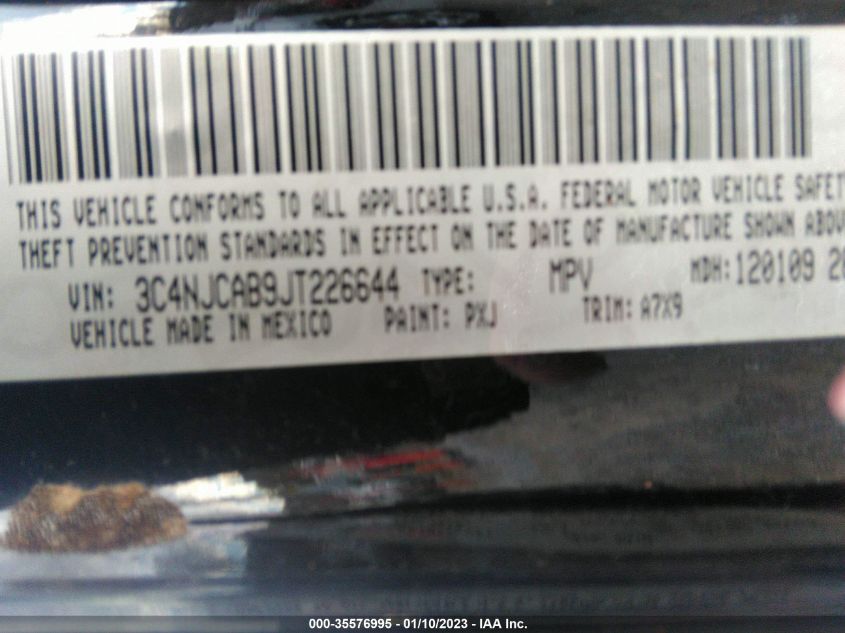 THIS VEHICLE CONFORMS TO ALL APPLICABLE U.S.A. FEDERAL MOTOR VEHICLE SAFET
THEFT PREVENTION STANDARDS IN EFFECT ON THE DATE OF MANUFACTURE SHOWN ABOV
VIN: 3C4NJCAB9JT226644 TYPE: MPV MDH: 120109 20
VEHICLE MADE IN MEXICO PAINT: PXJ TRIM: A7X9
000-35576995 - 01/10/2023 - IAA Inc.